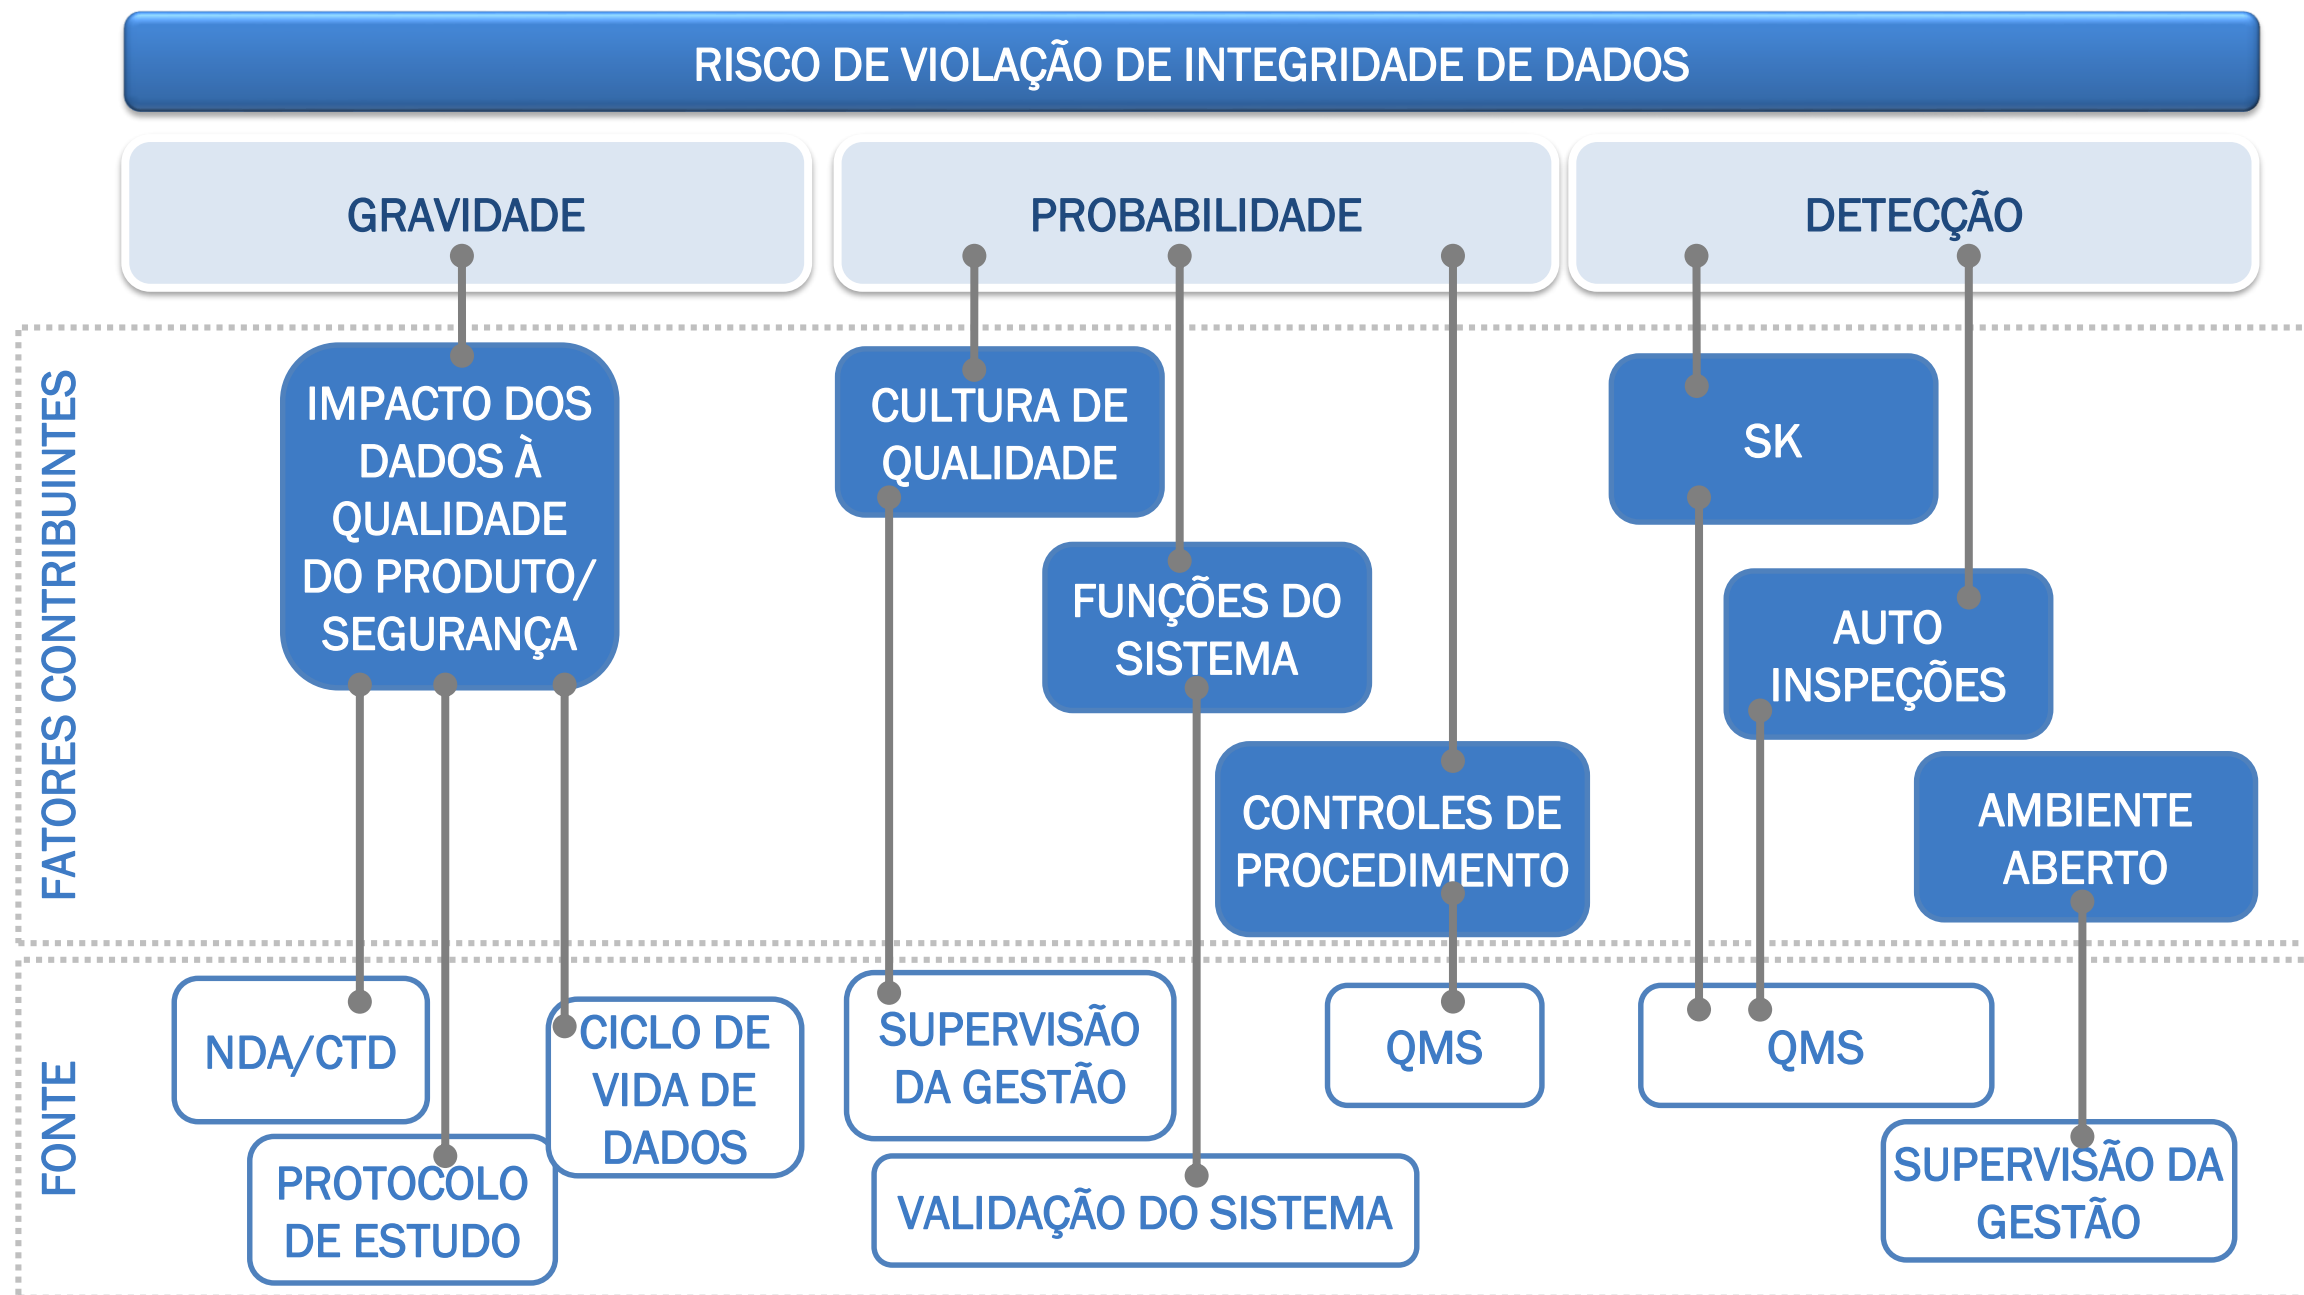 RISCO DE VIOLAÇÃO DE INTEGRIDADE DE DADOS
GRAVIDADE
PROBABILIDADE
DETECÇÃO
FATORES CONTRIBUINTES
IMPACTO DOS
DADOS À
QUALIDADE
DO PRODUTO/
SEGURANÇA
CULTURA DE
QUALIDADE
FUNÇÕES DO
SISTEMA
CONTROLES DE
PROCEDIMENTO
SK
AUTO
INSPEÇÕES
AMBIENTE
ABERTO
FONTE
NDA/CTD
PROTOCOLO
DE ESTUDO
CICLO DE
VIDA DE
DADOS
SUPERVISÃO
DA GESTÃO
VALIDAÇÃO DO SISTEMA
QMS
QMS
SUPERVISÃO DA
GESTÃO